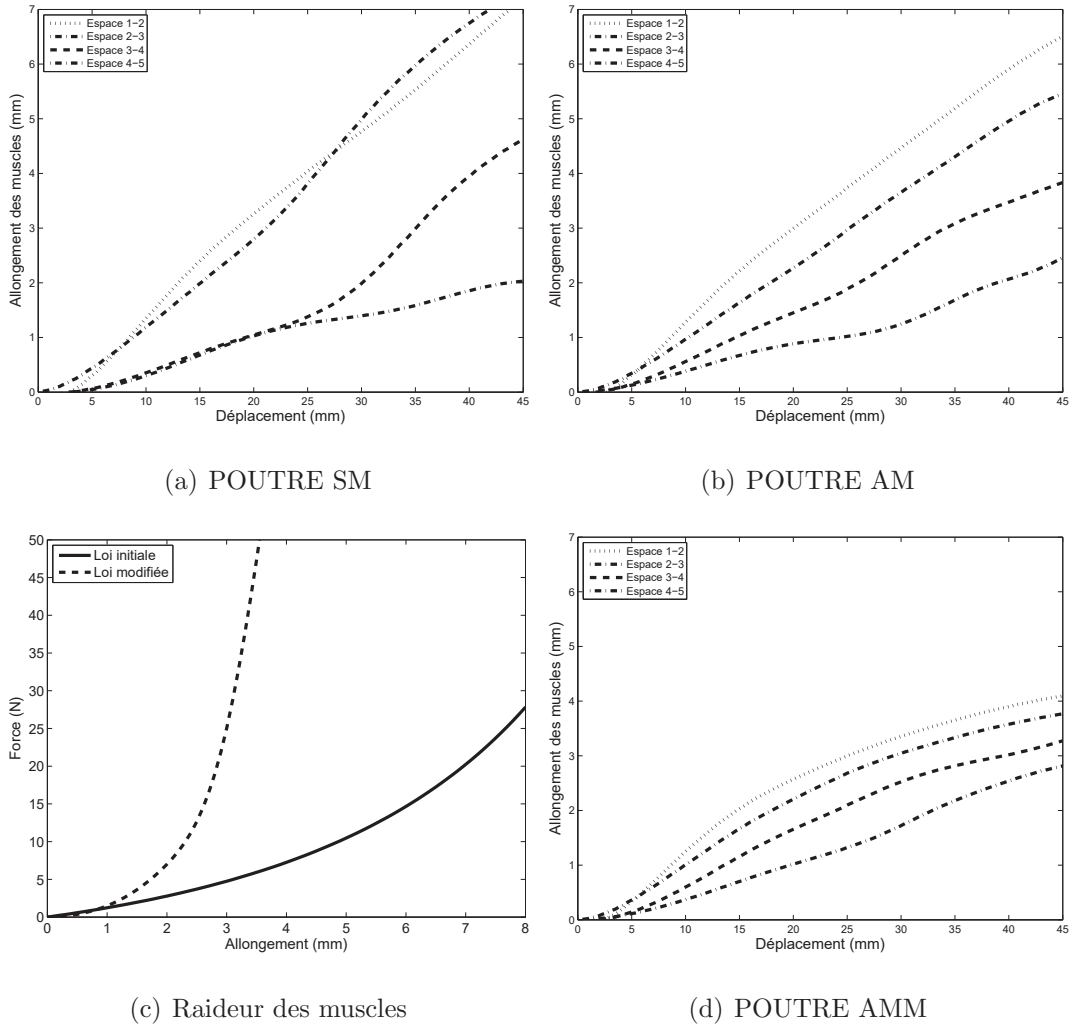 Espace 1−2
Espace 2−3
Espace 3−4
Espace 4−5
Allongement des muscles (mm)
7
6
5
4
3
2
1
0
0 5 10 15 20 25 30 35 40 45
Déplacement (mm)
(a) POUTRE SM
Espace 1−2
Espace 2−3
Espace 3−4
Espace 4−5
Allongement des muscles (mm)
7
6
5
4
3
2
1
0
0 5 10 15 20 25 30 35 40 45
Déplacement (mm)
(b) POUTRE AM
Loi initiale
Loi modifiée
Force (N)
50
45
40
35
30
25
20
15
10
5
0
0 1 2 3 4 5 6 7 8
Allongement (mm)
(c) Raideur des muscles
Espace 1−2
Espace 2−3
Espace 3−4
Espace 4−5
Allongement des muscles (mm)
7
6
5
4
3
2
1
0
0 5 10 15 20 25 30 35 40 45
Déplacement (mm)
(d) POUTRE AMM